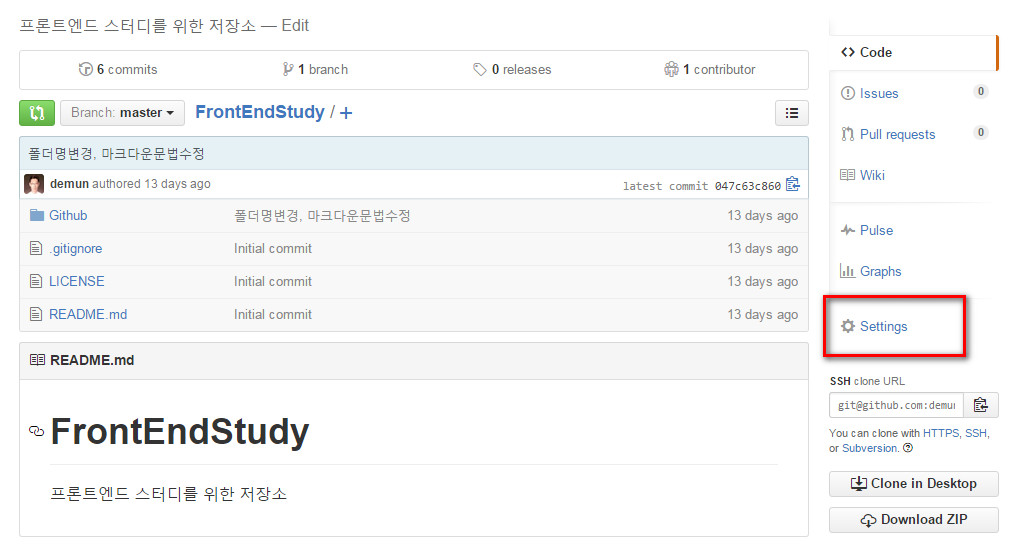 프론트엔드 스터디를 위한 저장소 — Edit
6 commits 1 branch 0 releases 1 contributor
Branch: master FrontEndStudy / +
폴더명변경, 마크다운문법수정
demun authored 13 days ago latest commit 047c63c860
Github 폴더명변경, 마크다운문법수정 13 days ago
.gitignore Initial commit 13 days ago
LICENSE Initial commit 13 days ago
README.md Initial commit 13 days ago
README.md
FrontEndStudy
프론트엔드 스터디를 위한 저장소
Code
Issues 0
Pull requests 0
Wiki
Pulse
Graphs
Settings
SSH clone URL
git@github.com:demun
You can clone with HTTPS, SSH,
or Subversion.
Clone in Desktop
Download ZIP